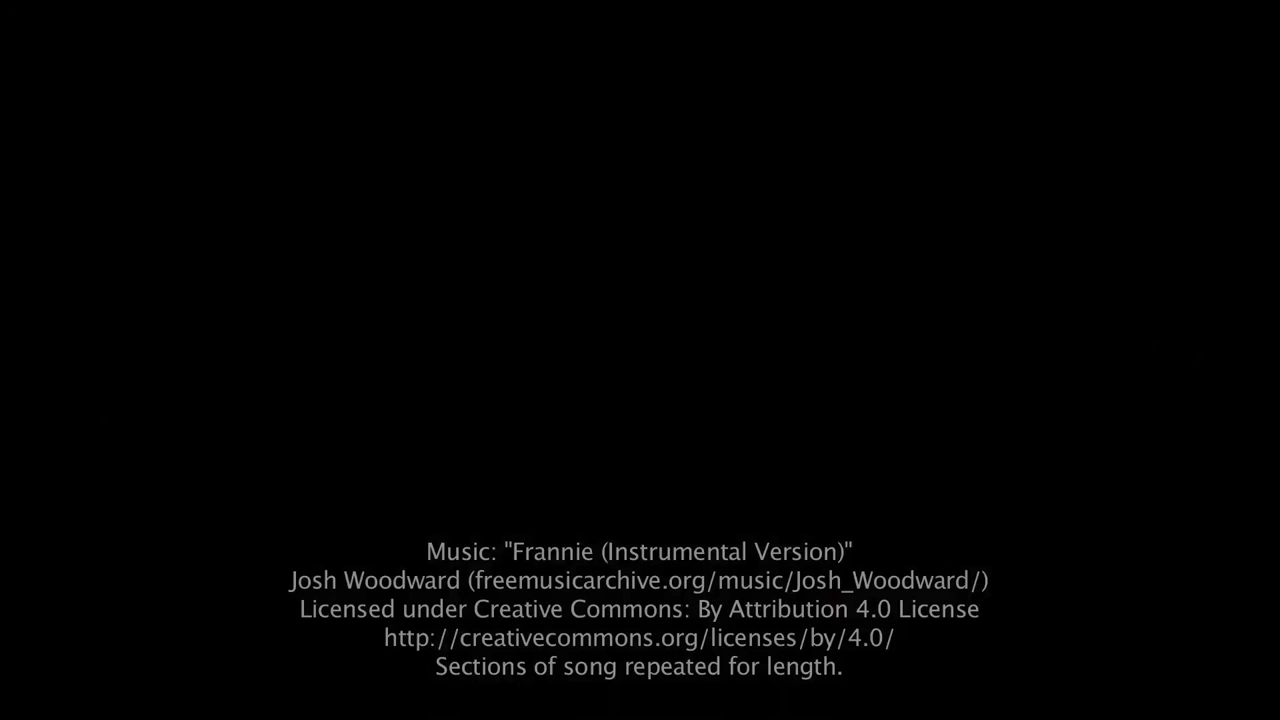 Music: "Frannie (Instrumental Version)"
Josh Woodward (freemusicarchive.org/music/Josh_Woodward/)
Licensed under Creative Commons: By Attribution 4.0 License
http://creativecommons.org/licenses/by/4.0/
Sections of song repeated for length.